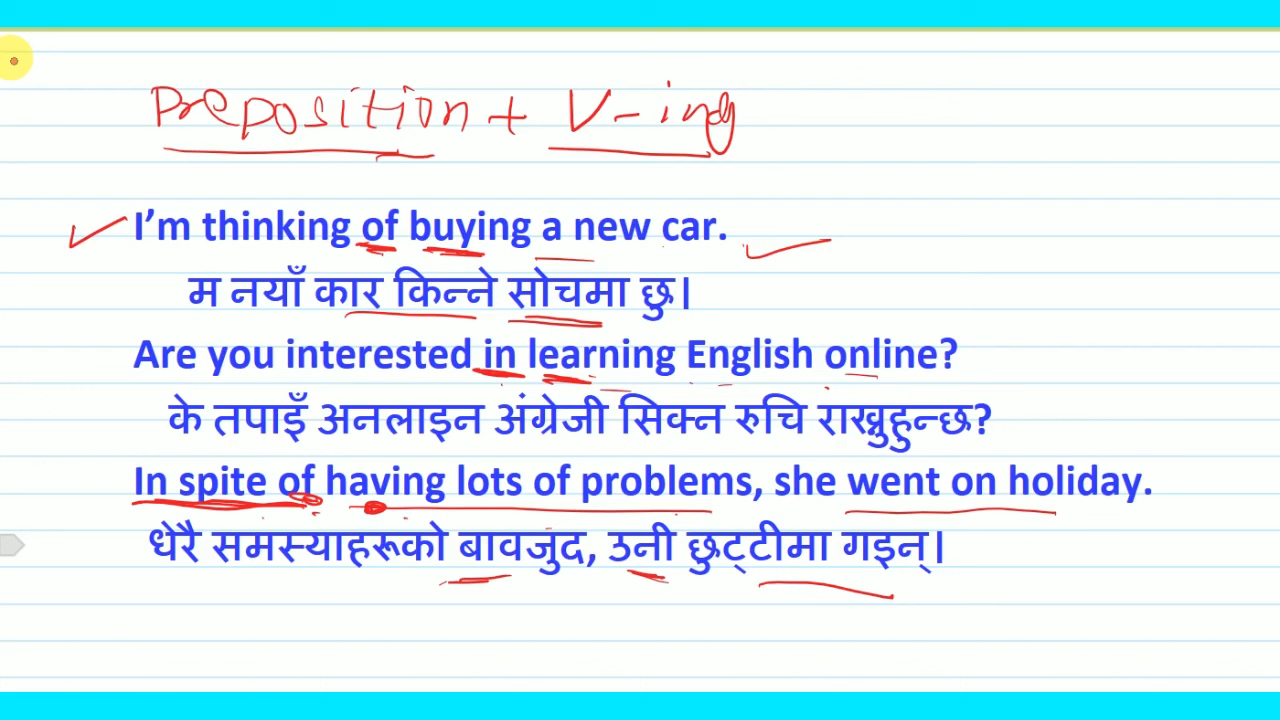 Preposition + V-ing
I’m thinking of buying a new car.
म नयाँ कार किन्ने सोचमा छु।
Are you interested in learning English online?
के तपाइँ अनलाइन अंग्रेजी सिक्न रुचि राख्नुहुन्छ?
In spite of having lots of problems, she went on holiday.
धेरै समस्याहरूको बावजुद, उनी छुट्टीमा गइन्।